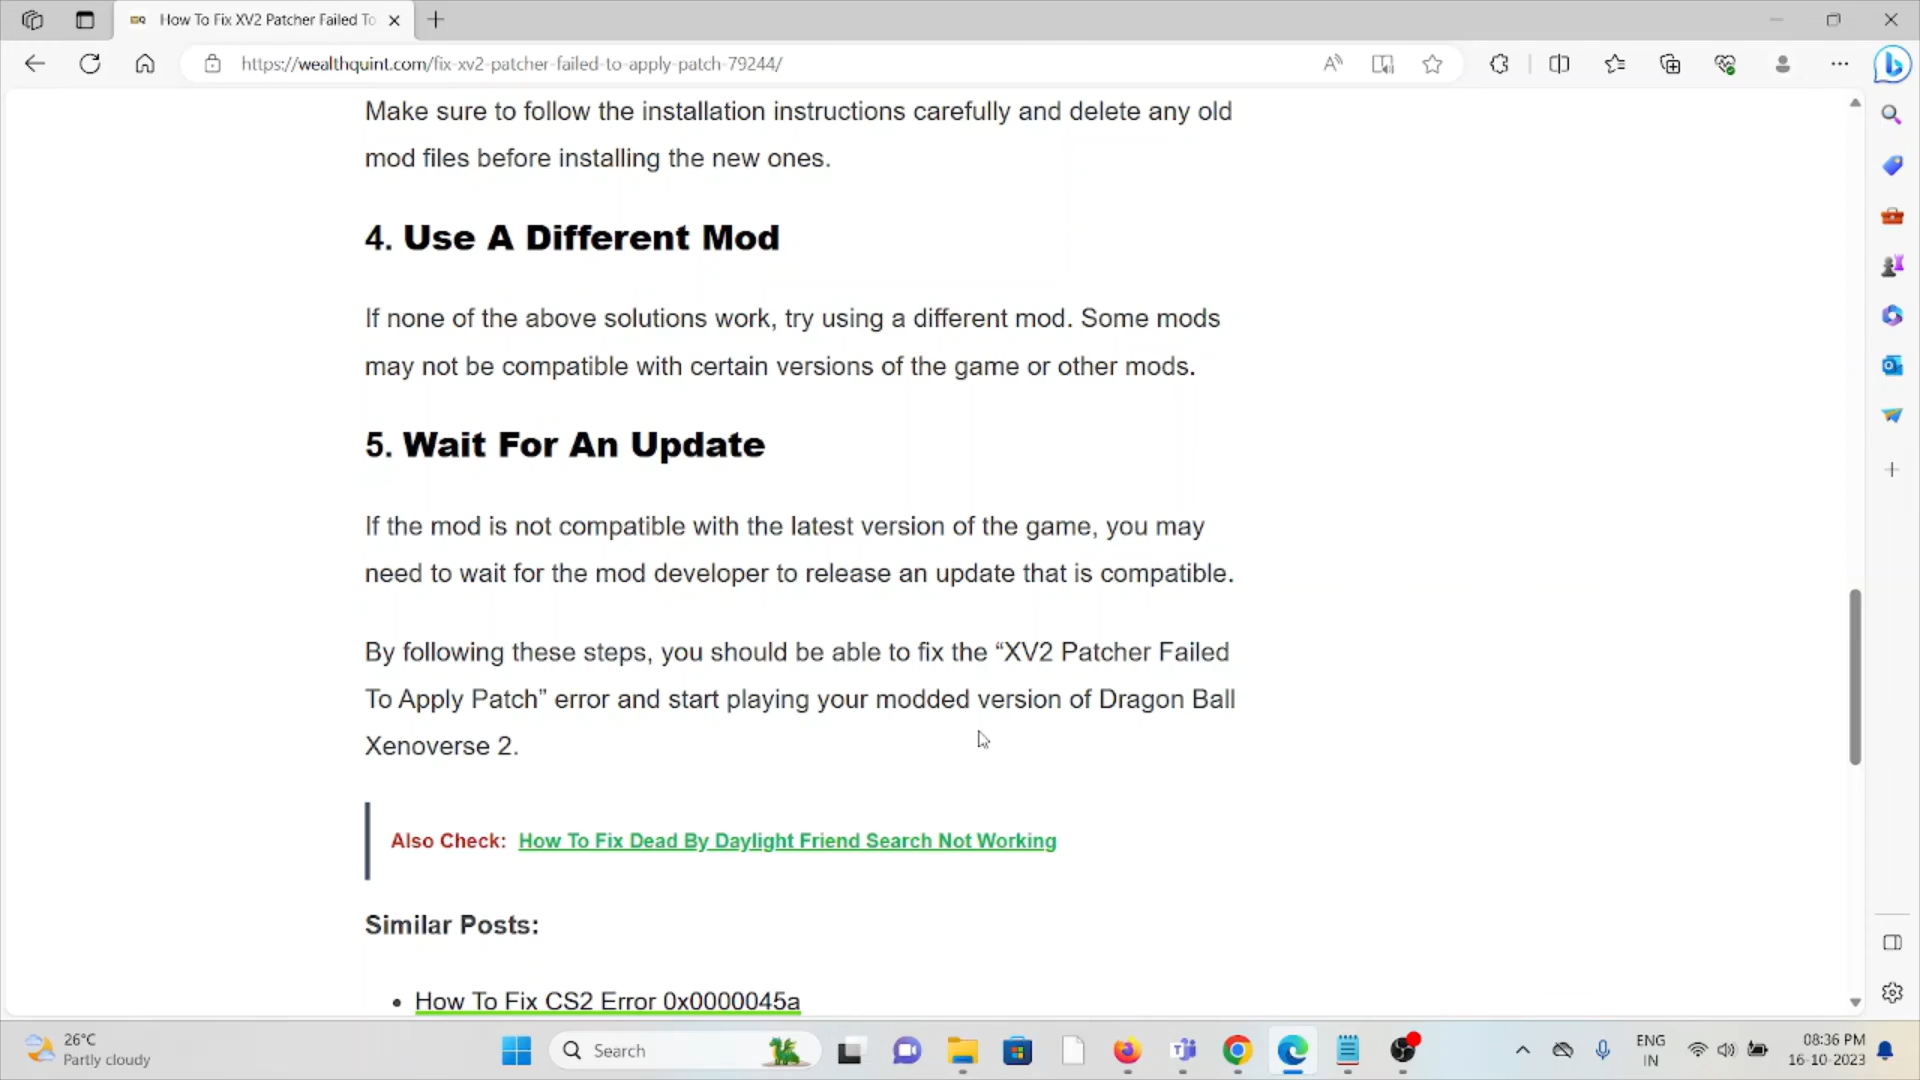 How To Fix XV2 Patcher Failed To
https://wealthquint.com/fix-xv2-patcher-failed-to-apply-patch-79244/
Make sure to follow the installation instructions carefully and delete any old
mod files before installing the new ones.
4. Use A Different Mod
If none of the above solutions work, try using a different mod. Some mods
may not be compatible with certain versions of the game or other mods.
5. Wait For An Update
If the mod is not compatible with the latest version of the game, you may
need to wait for the mod developer to release an update that is compatible.
By following these steps, you should be able to fix the “XV2 Patcher Failed
To Apply Patch” error and start playing your modded version of Dragon Ball
Xenoverse 2.
Also Check: How To Fix Dead By Daylight Friend Search Not Working
Similar Posts:
• How To Fix CS2 Error 0x0000045a
26°C
Partly cloudy
Search
ENG
IN
08:36 PM
16-10-2023